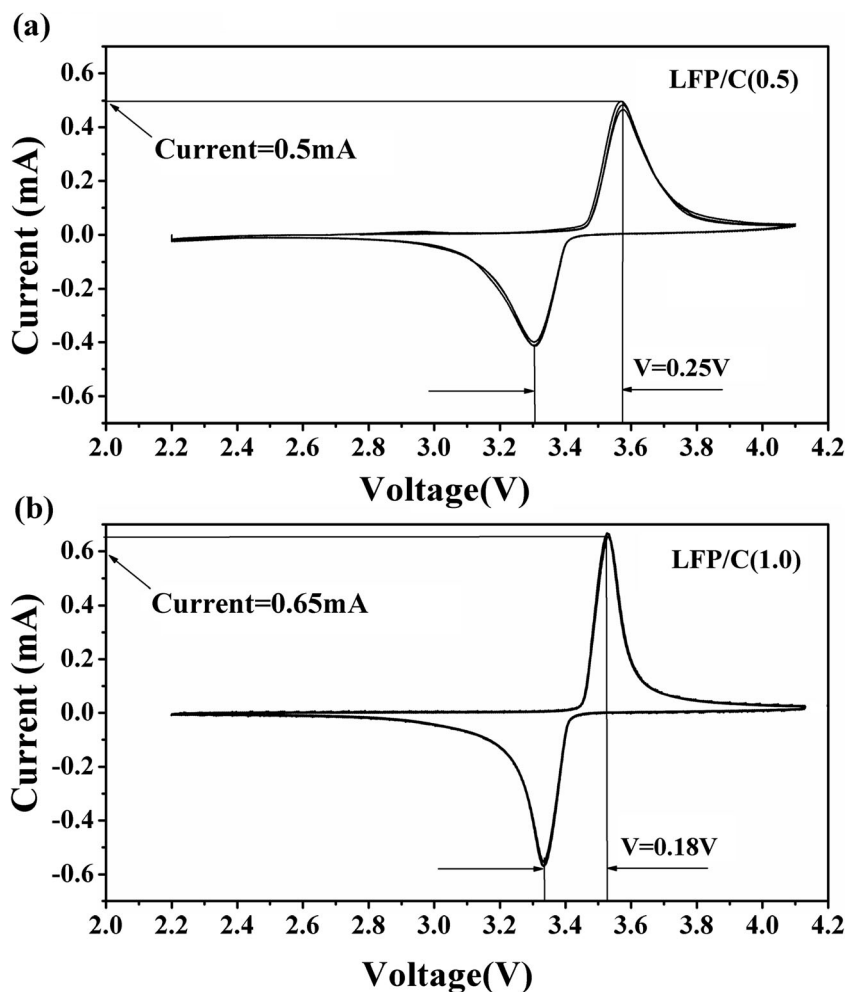 (a)
LFP/C(0.5)
0.6
0.4
0.2
0.0
-0.2
-0.4
-0.6
Current (mA)
Current=0.5mA
V=0.25V
2.0 2.2 2.4 2.6 2.8 3.0 3.2 3.4 3.6 3.8 4.0 4.2
Voltage(V)
(b)
LFP/C(1.0)
0.6
0.4
0.2
0.0
-0.2
-0.4
-0.6
Current (mA)
Current=0.65mA
V=0.18V
2.0 2.2 2.4 2.6 2.8 3.0 3.2 3.4 3.6 3.8 4.0 4.2
Voltage(V)